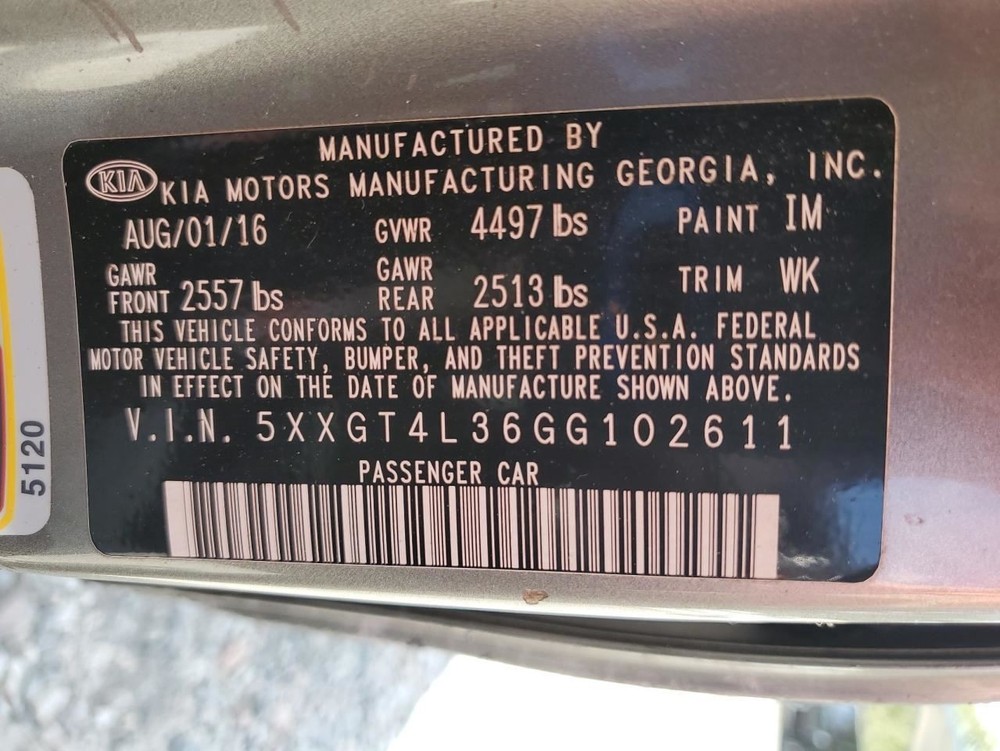 MANUFACTURED BY
KIA KIA MOTORS MANUFACTURING GEORGIA, INC.
AUG/01/16 GVWR 4497 lbs PAINT IM
GAWR FRONT 2557 lbs GAWR REAR 2513 lbs TRIM WK
THIS VEHICLE CONFORMS TO ALL APPLICABLE U.S.A. FEDERAL
MOTOR VEHICLE SAFETY, BUMPER, AND THEFT PREVENTION STANDARDS
IN EFFECT ON THE DATE OF MANUFACTURE SHOWN ABOVE.
V.I.N. 5XXGT4L36GG102611
PASSENGER CAR
5120